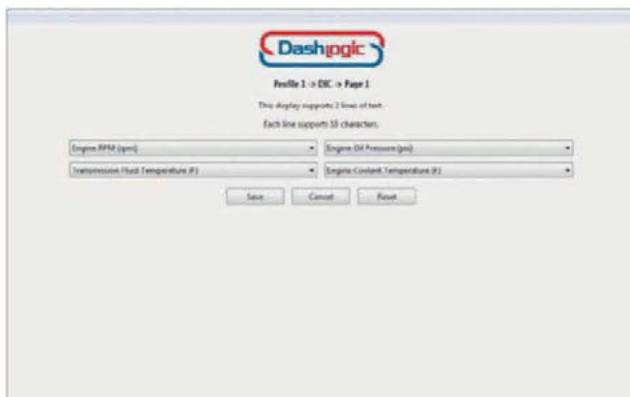 Dashlogic
Profile 1 -> DIC -> Page 1
This display supports 2 lines of text.
Each line supports 18 characters.
Engine RPM (rpm) Engine Oil Pressure (psi)
Transmission Fluid Temperature (F) Engine Coolant Temperature (F)
Save Cancel Reset